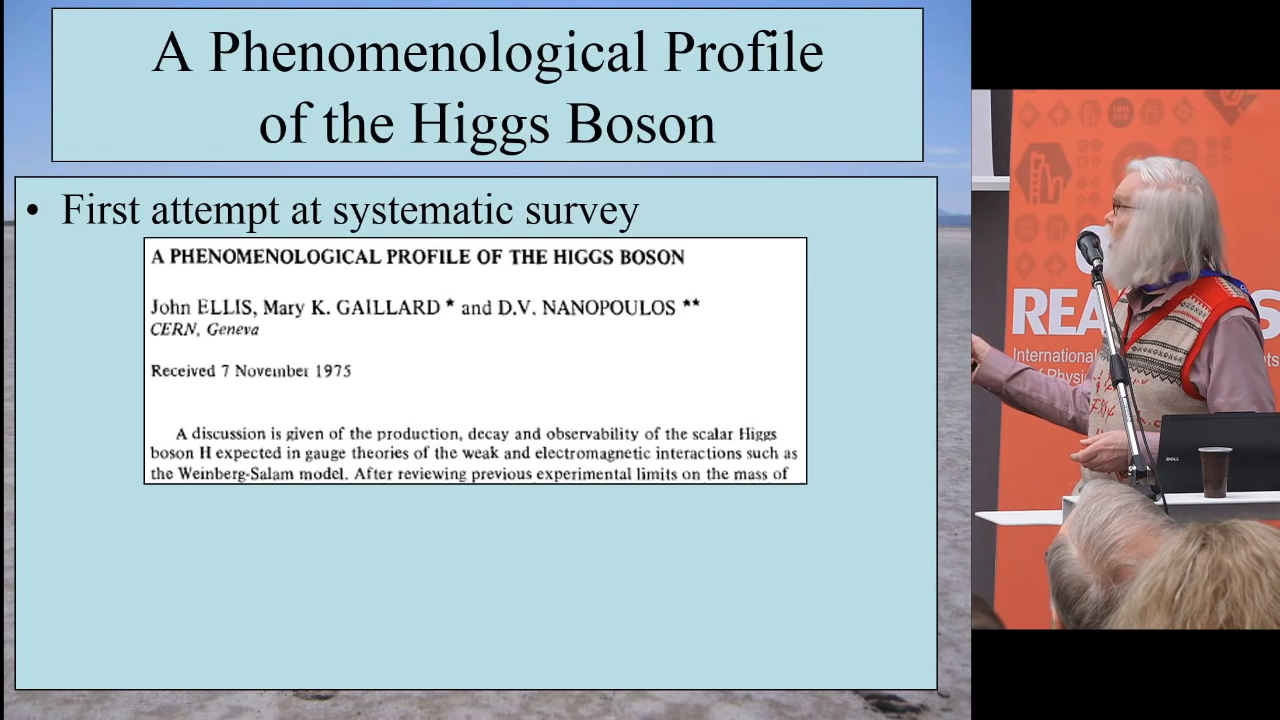 A Phenomenological Profile
of the Higgs Boson
• First attempt at systematic survey
A PHENOMENOLOGICAL PROFILE OF THE HIGGS BOSON
John ELLIS, Mary K. GAILLARD * and D.V. NANOPOULOS **
CERN, Geneva
Received 7 November 1975
A discussion is given of the production, decay and observability of the scalar Higgs
boson H expected in gauge theories of the weak and electromagnetic interactions such as
the Weinberg-Salam model. After reviewing previous experimental limits on the mass of
REA
S
International
DELL